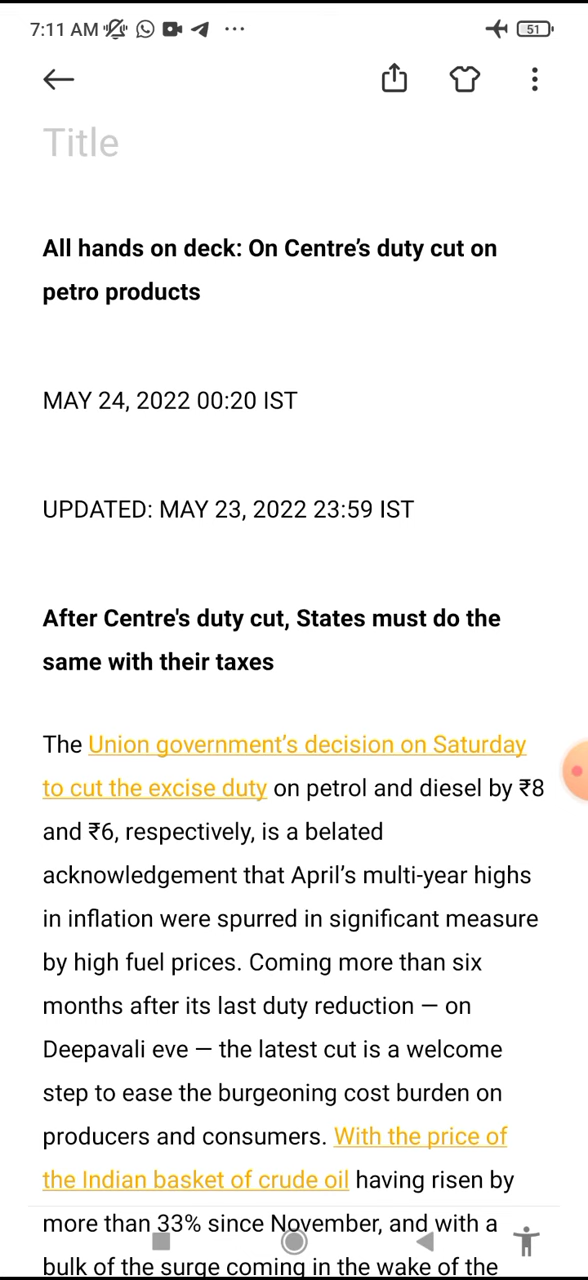 7:11 AM
51
Title
All hands on deck: On Centre’s duty cut on
petro products
MAY 24, 2022 00:20 IST
UPDATED: MAY 23, 2022 23:59 IST
After Centre's duty cut, States must do the
same with their taxes
The Union government’s decision on Saturday
to cut the excise duty on petrol and diesel by ₹8
and ₹6, respectively, is a belated
acknowledgement that April’s multi-year highs
in inflation were spurred in significant measure
by high fuel prices. Coming more than six
months after its last duty reduction — on
Deepavali eve — the latest cut is a welcome
step to ease the burgeoning cost burden on
producers and consumers. With the price of
the Indian basket of crude oil having risen by
more than 33% since November, and with a
bulk of the surge coming in the wake of the